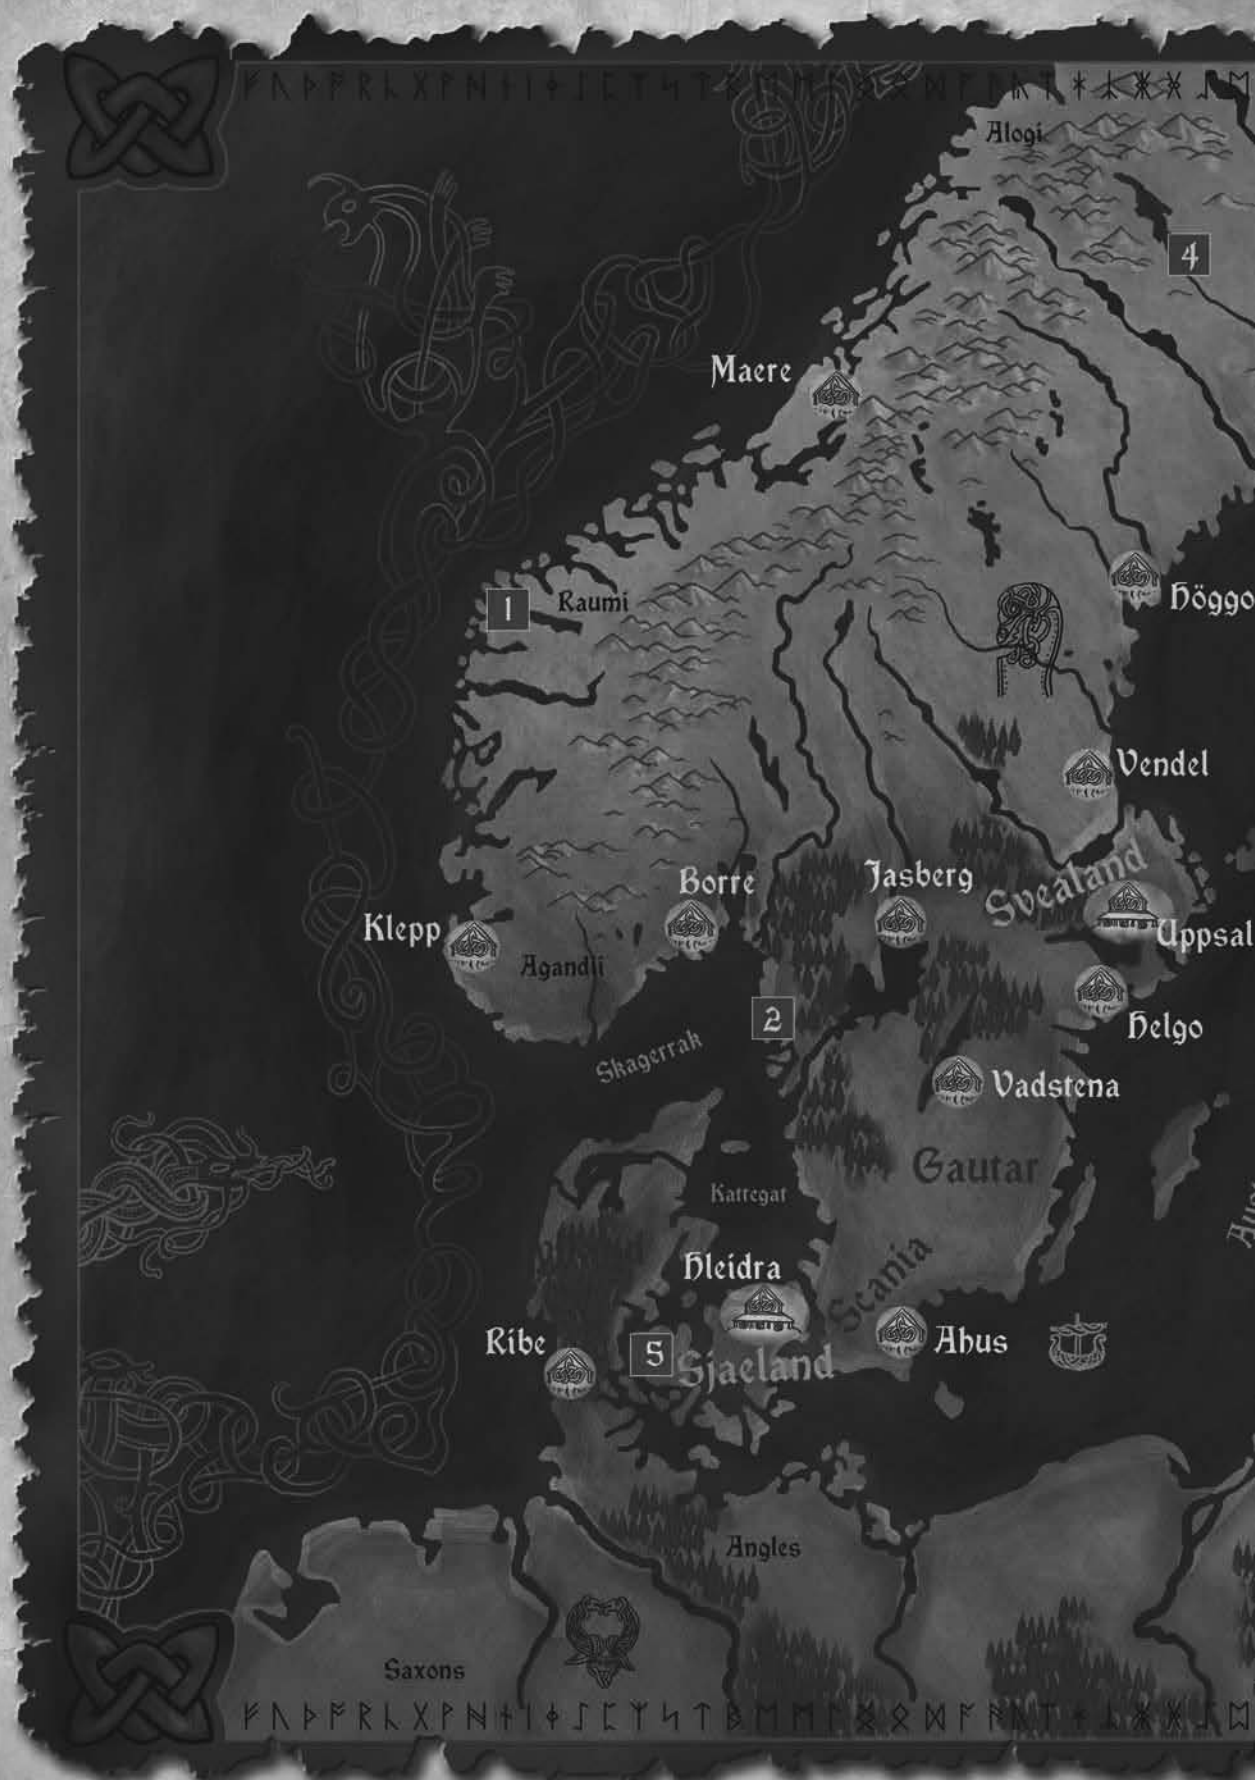 Alogi
4
Maere
1
Raumi
Höggo
Vendel
Svealand
Jasberg
Borre
Uppsal
Klepp
Agandli
2
Helgo
Skagerrak
Vadstena
Gautar
Kattegat
Hleidra
Scania
Ribe
5
Sjaeland
Ahus
Angles
Saxons